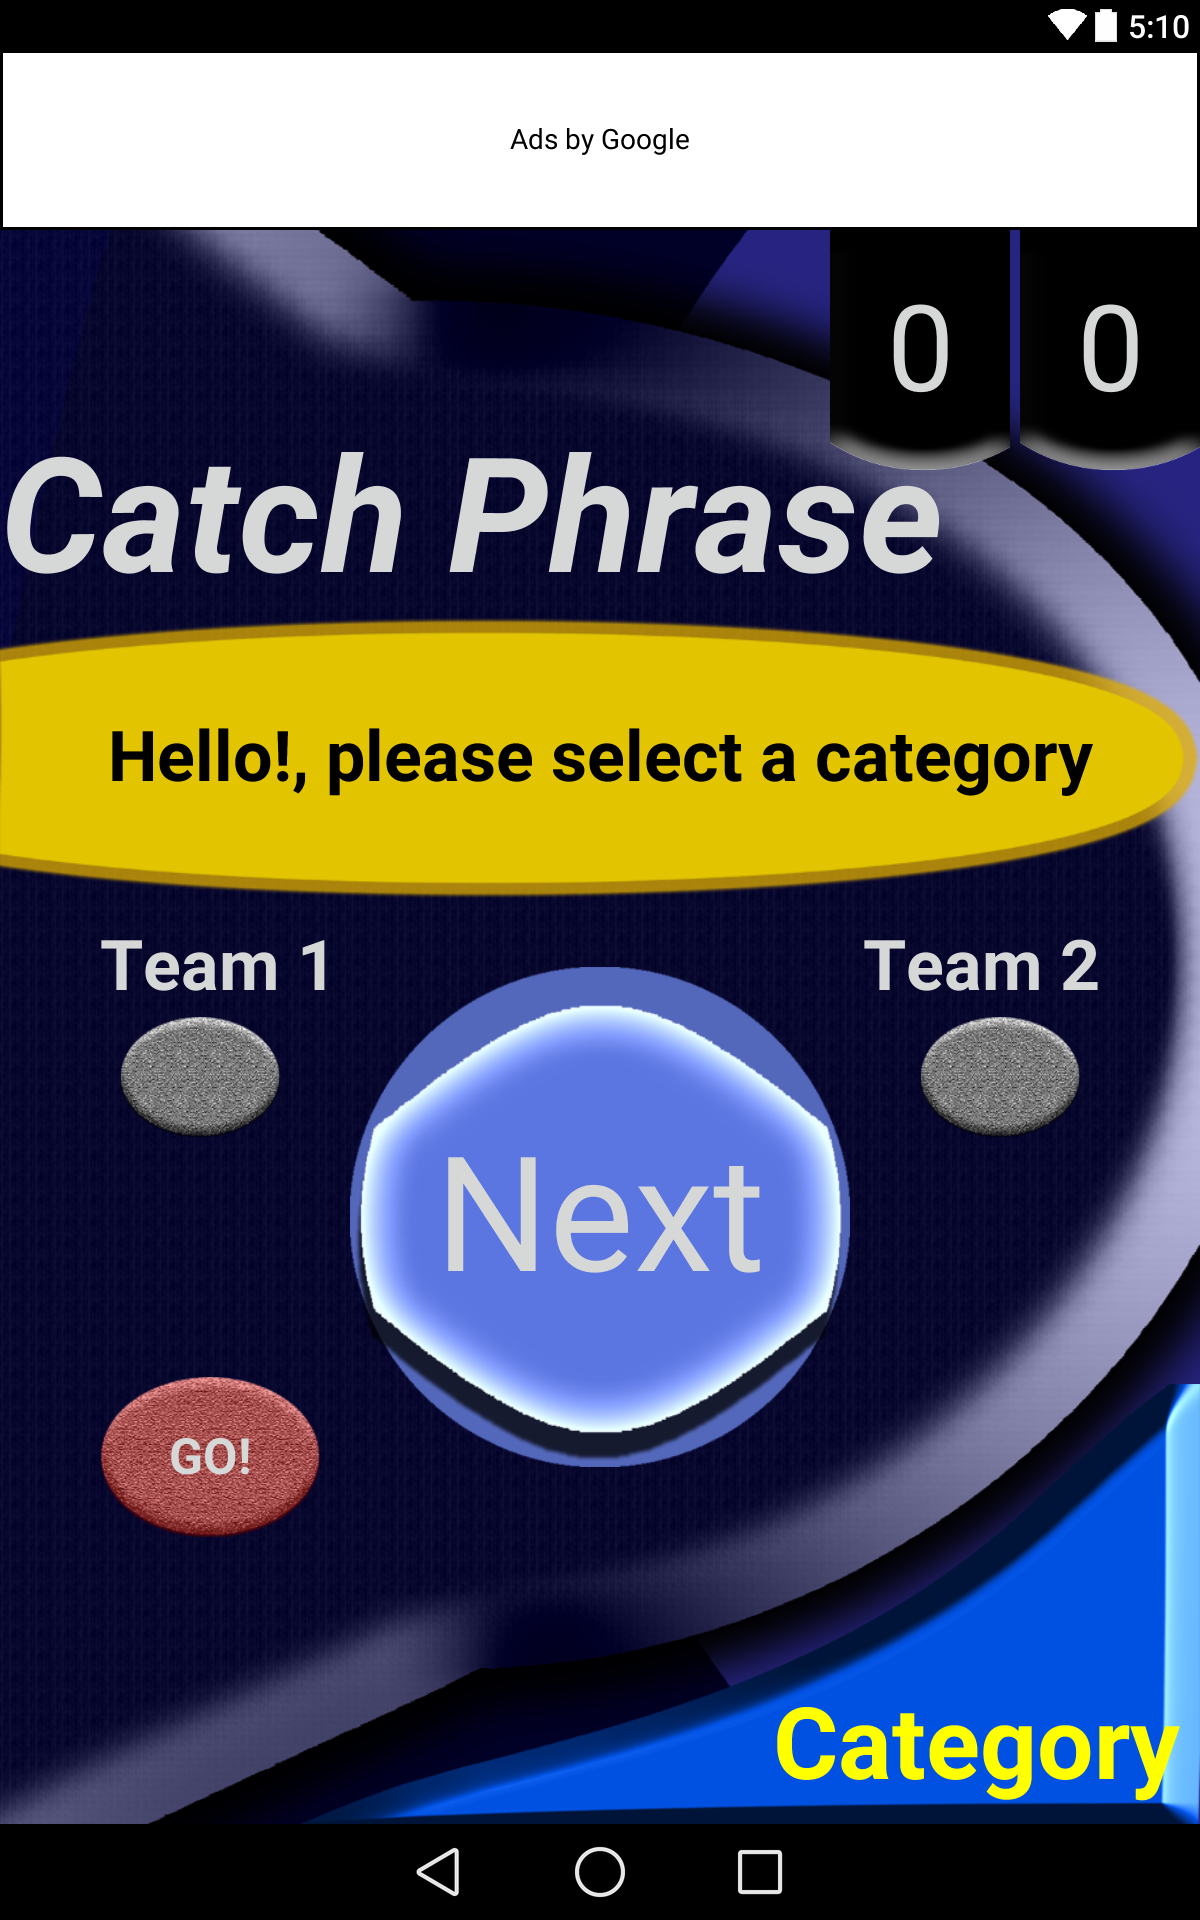 5:10
Ads by Google
0 0
Catch Phrase
Hello!, please select a category
Team 1 Team 2
Next
GO!
Category